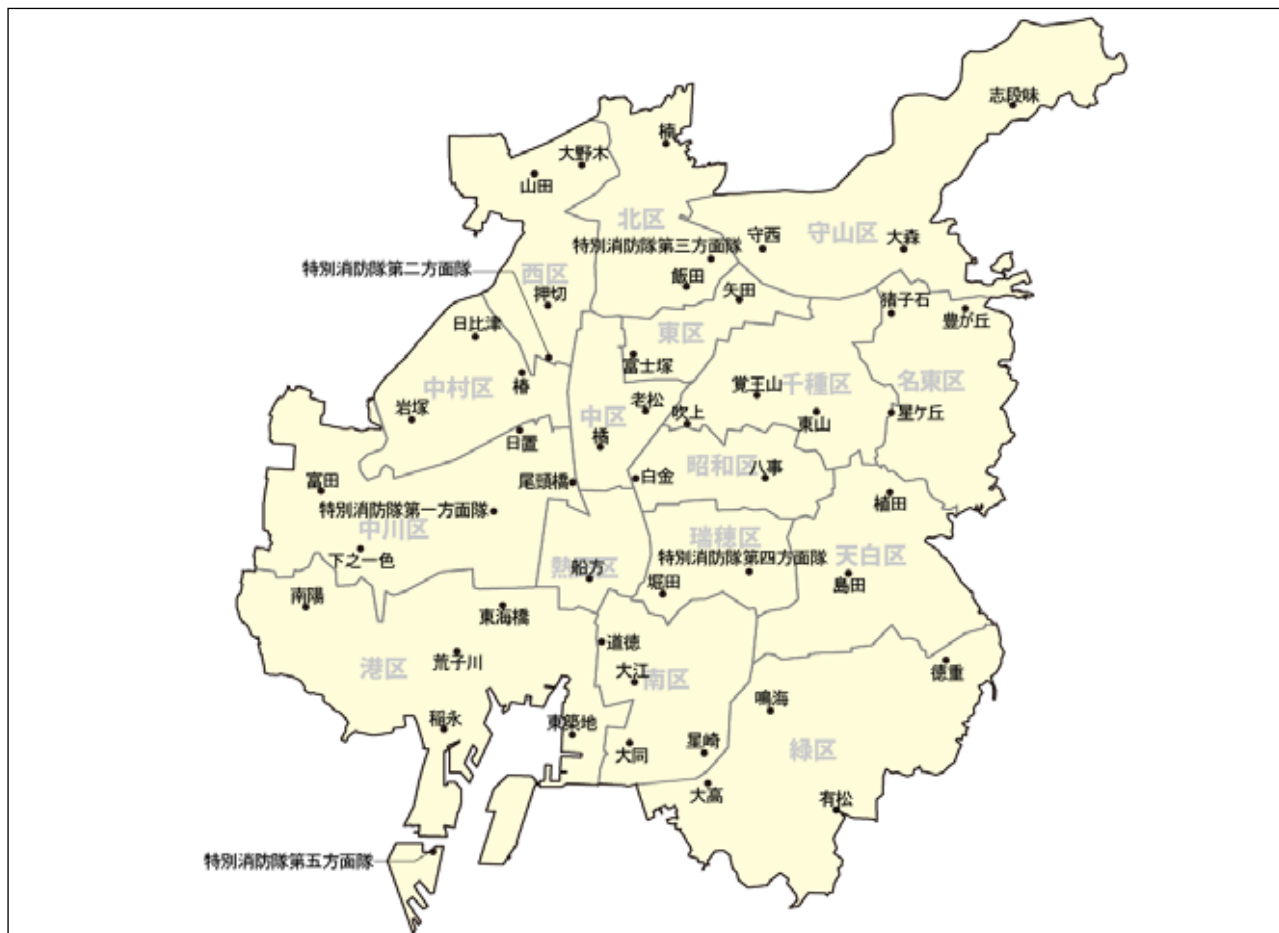 志段味
楠
大野木
山田
北区
守山区
守西
大森
特別消防隊第三方面隊
特別消防隊第二方面隊
西区
飯田
矢田
押切
猪子石
豊が丘
日比津
東区
富士塚
中村区
椿
覚王山
千種区
名東区
岩塚
中区
老松
吹上
東山
星ケ丘
日置
橘
昭和区
八事
富田
尾頭橋
白金
植田
特別消防隊第一方面隊
中川区
瑞穂区
下之一色
熱田区
船方
特別消防隊第四方面隊
天白区
堀田
島田
南陽
東海橋
道徳
港区
荒子川
大江
南区
徳重
鳴海
稲永
東築地
大同
星崎
緑区
大高
有松
特別消防隊第五方面隊